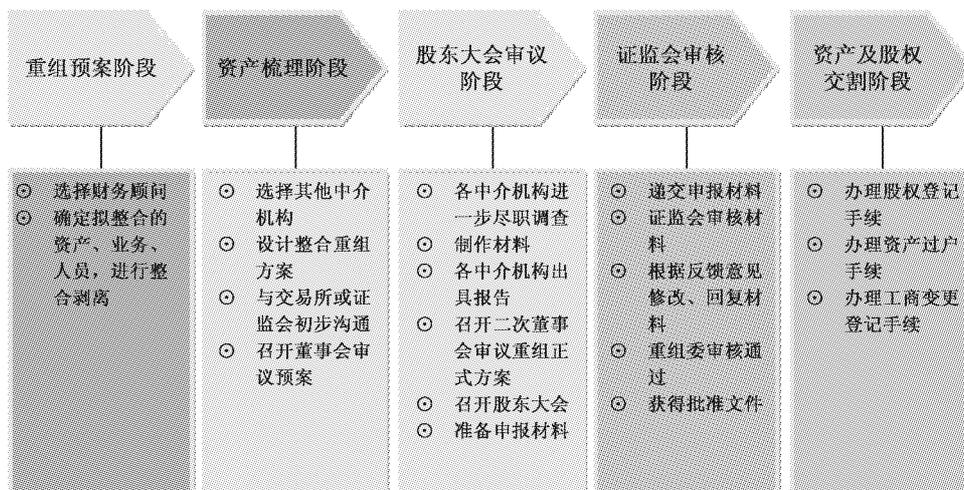 重组预案阶段
资产梳理阶段
股东大会审议
阶段
证监会审核
阶段
资产及股权
交割阶段
⊙ 选择财务顾问
⊙ 确定拟整合的
资产、业务、
人员，进行整
合剥离
⊙ 选择其他中介
机构
⊙ 设计整合重组
方案
⊙ 与交易所或证
监会初步沟通
⊙ 召开董事会审
议预案
⊙ 各中介机构进
一步尽职调查
⊙ 制作材料
⊙ 各中介机构出
具报告
⊙ 召开二次董事
会审议重组正
式方案
⊙ 召开股东大会
⊙ 准备申报材料
⊙ 递交申报材料
⊙ 证监会审核材
料
⊙ 根据反馈意见
修改、回复材
料
⊙ 重组委审核通
过
⊙ 获得批准文件
⊙ 办理股权登记
手续
⊙ 办理资产过户
手续
⊙ 办理工商变更
登记手续